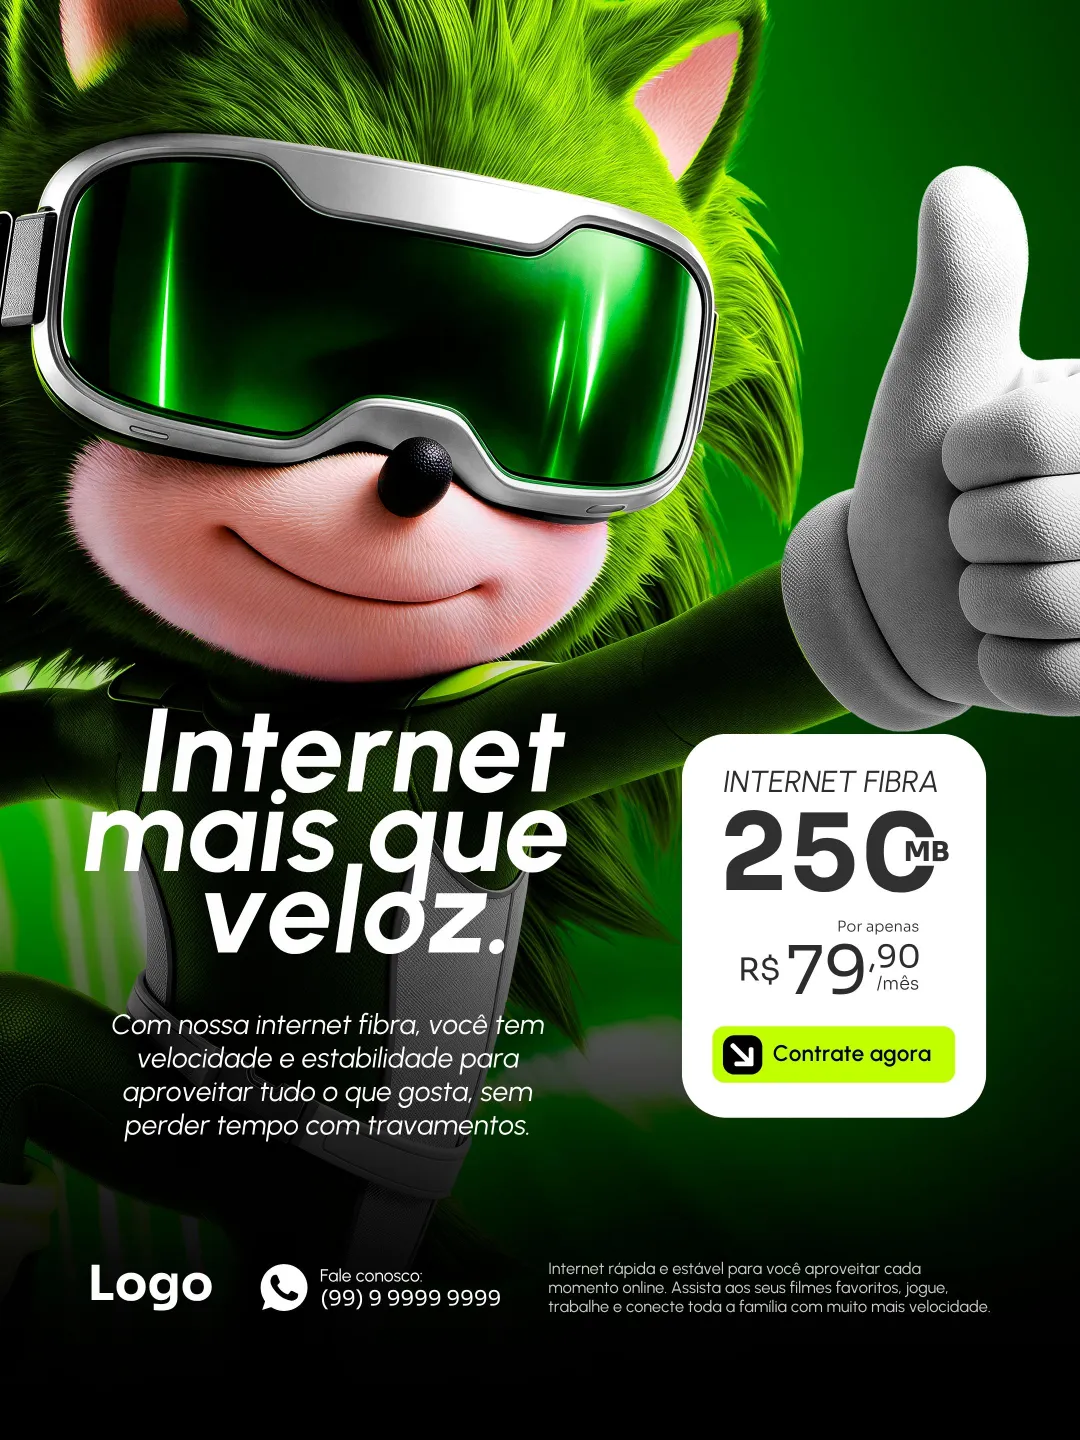 Internet
mais que
veloz.
Com nossa internet fibra, você tem
velocidade e estabilidade para
aproveitar tudo o que gosta, sem
perder tempo com travamentos.
INTERNET FIBRA
250 MB
Por apenas
R$ 79,90
/mês
Contrate agora
Logo
Fale conosco:
(99) 9 9999 9999
Internet rápida e estável para você aproveitar cada
momento online. Assista aos seus filmes favoritos, jogue,
trabalhe e conecte toda a família com muito mais velocidade.